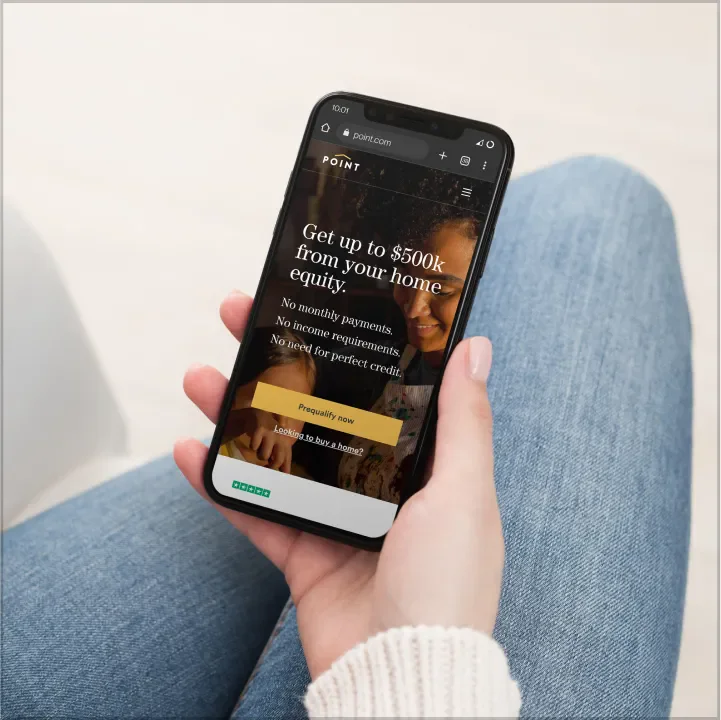 10:01
point.com
POINT
Get up to $500k
from your home
equity.
No monthly payments.
No income requirements.
No need for perfect credit.
Prequalify now
Looking to buy a home?